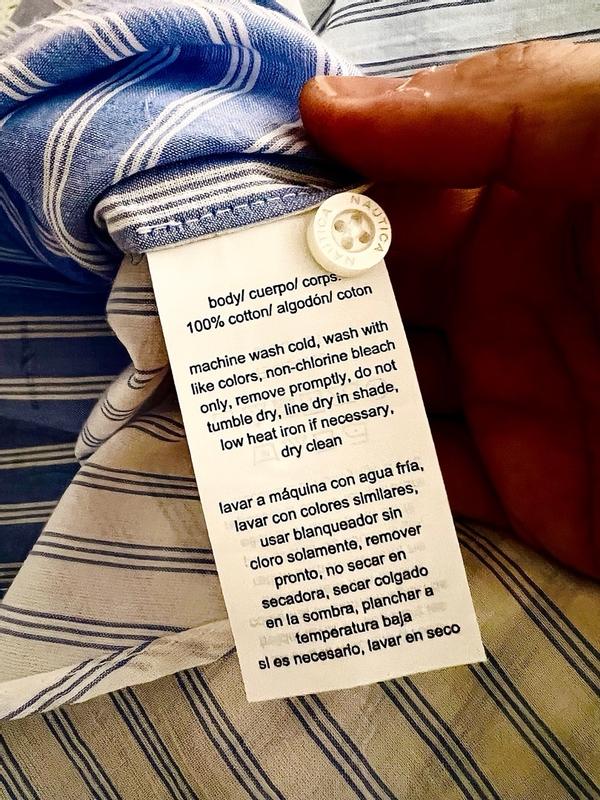 NAUTICA
NAUTICA
body/ cuerpo/ corps:
100% cotton/ algodón/ coton
machine wash cold, wash with
like colors, non-chlorine bleach
only, remove promptly, do not
tumble dry, line dry in shade,
low heat iron if necessary,
dry clean
lavar a máquina con agua fría,
lavar con colores similares,
usar blanqueador sin
cloro solamente, remover
pronto, no secar en
secadora, secar colgado
en la sombra, planchar a
temperatura baja
si es necesario, lavar en seco